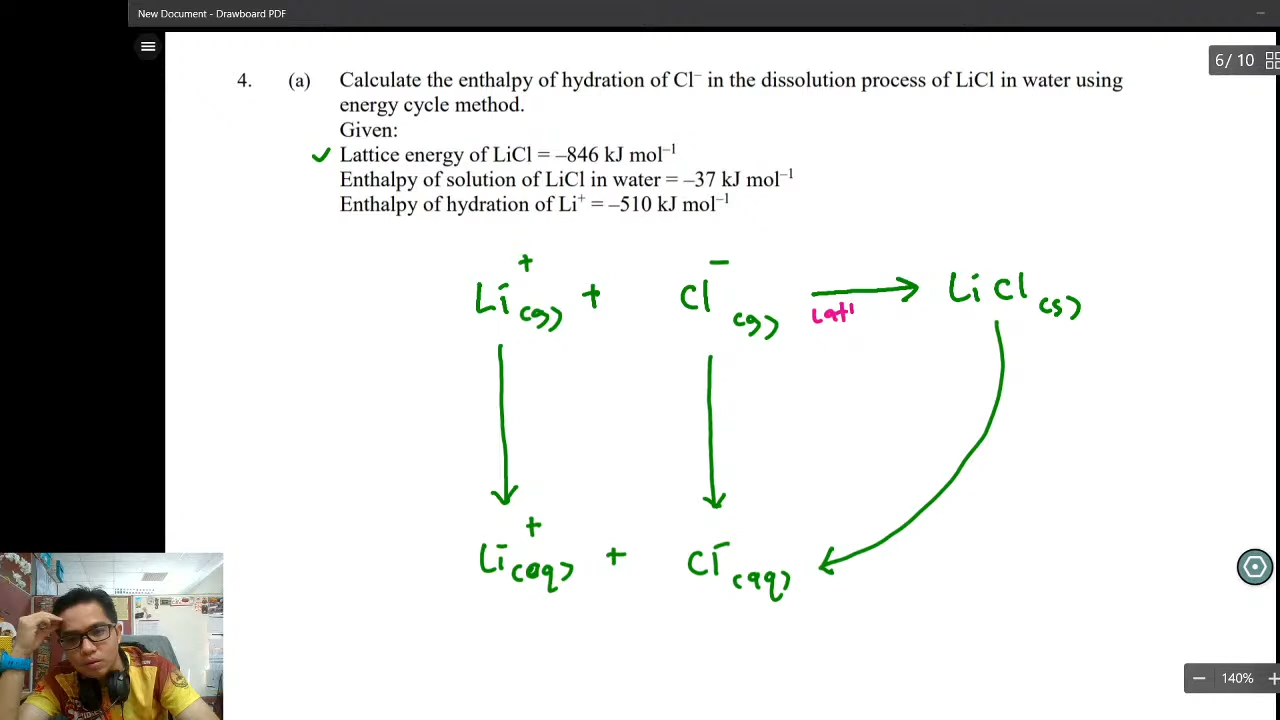 New Document - Drawboard PDF
6/ 10
4. (a) Calculate the enthalpy of hydration of Cl⁻ in the dissolution process of LiCl in water using
energy cycle method.
Given:
✓ Lattice energy of LiCl = –846 kJ mol⁻¹
Enthalpy of solution of LiCl in water = –37 kJ mol⁻¹
Enthalpy of hydration of Li⁺ = –510 kJ mol⁻¹
Li⁺(g) + Cl⁻(g) → LiCl(s)
Latt
Li⁺(aq) + Cl⁻(aq)
140%